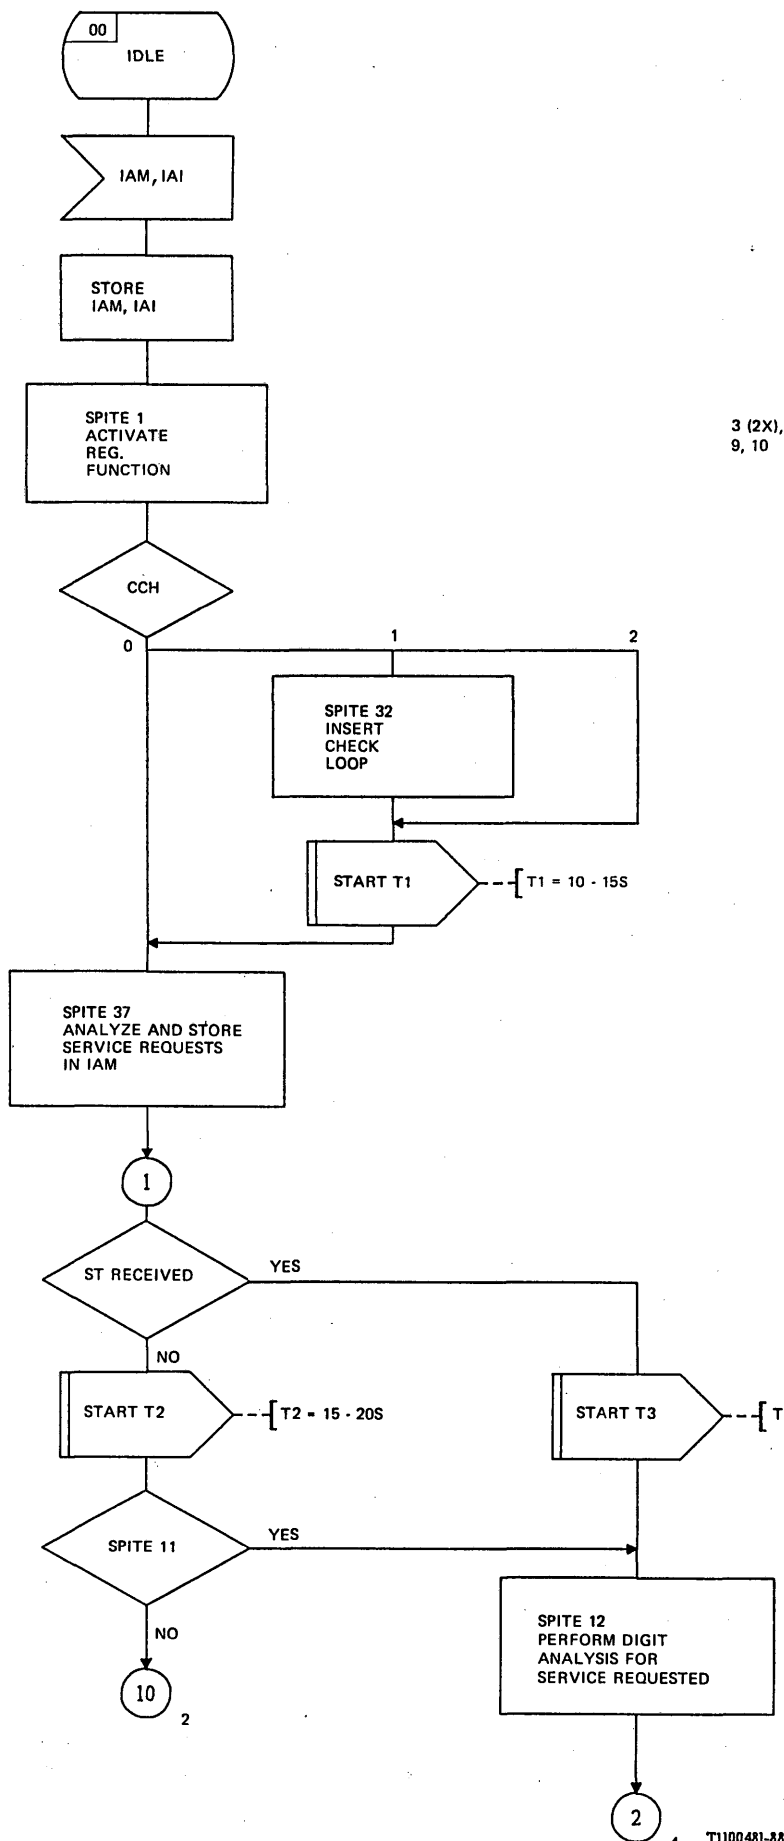 00
IDLE
IAM, IAI
STORE
IAM, IAI
SPITE 1
ACTIVATE
REG.
FUNCTION
3 (2X),
9, 10
CCH
0
1
2
SPITE 32
INSERT
CHECK
LOOP
START T1
T1 = 10 - 15S
SPITE 37
ANALYZE AND STORE
SERVICE REQUESTS
IN IAM
1
ST RECEIVED
YES
NO
START T2
T2 = 15 - 20S
START T3
T
SPITE 11
YES
NO
SPITE 12
PERFORM DIGIT
ANALYSIS FOR
SERVICE REQUESTED
10
2
2
T1100481-88